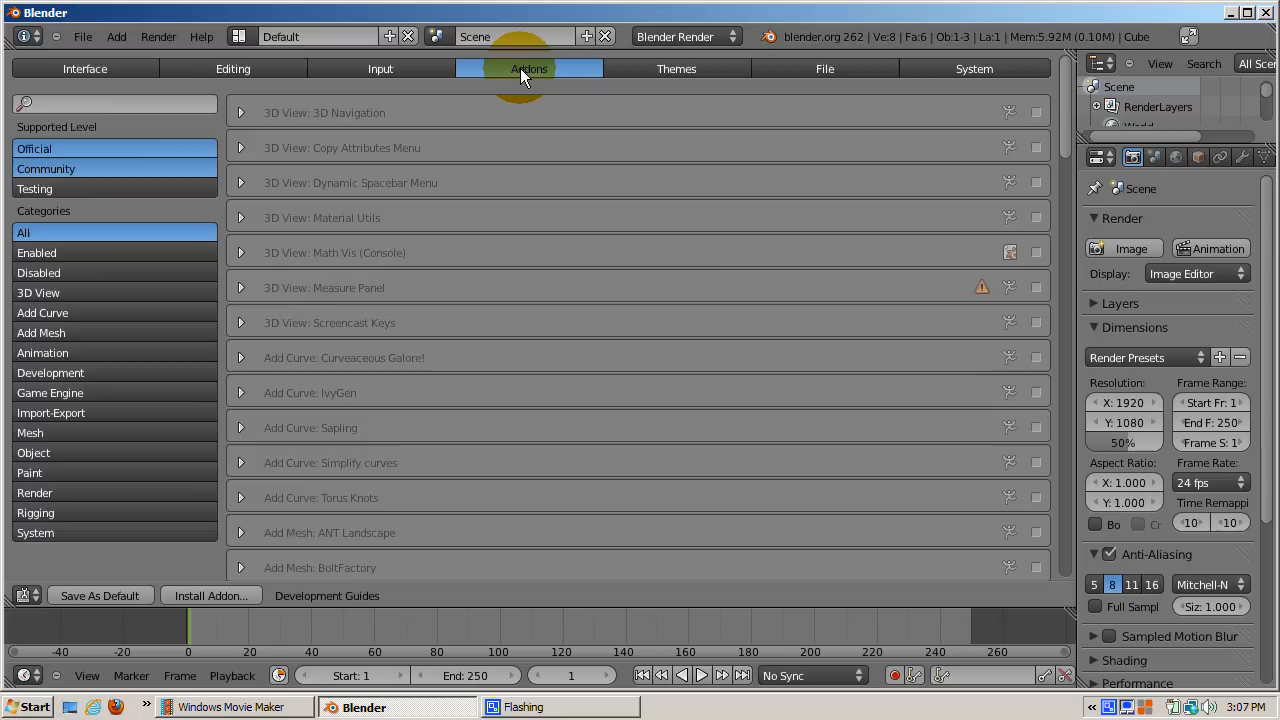 Blender
File Add Render Help Default Scene Blender Render blender.org 262 | Ve:8 | Fa:6 | Ob:1-3 | La:1 | Mem:5.92M (0.10M) | Cube
Interface Editing Input Addons Themes File System
Supported Level
Official
Community
Testing
Categories
All
Enabled
Disabled
3D View
Add Curve
Add Mesh
Animation
Development
Game Engine
Import-Export
Mesh
Object
Paint
Render
Rigging
System
3D View: 3D Navigation
3D View: Copy Attributes Menu
3D View: Dynamic Spacebar Menu
3D View: Material Utils
3D View: Math Vis (Console)
3D View: Measure Panel
3D View: Screencast Keys
Add Curve: Curveaceous Galore!
Add Curve: IvyGen
Add Curve: Sapling
Add Curve: Simplify curves
Add Curve: Torus Knots
Add Mesh: ANT Landscape
Add Mesh: BoltFactory
Save As Default Install Addon... Development Guides
View Search All Scen
Scene
RenderLayers
Scene
Render
Image Animation
Display: Image Editor
Layers
Dimensions
Render Presets
Resolution: Frame Range:
X: 1920 Start Fr: 1
Y: 1080 End F: 250
50% Frame S: 1
Aspect Ratio: Frame Rate:
X: 1.000 24 fps
Y: 1.000 Time Remappi
Bo Cr 10 10
Anti-Aliasing
5 8 11 16 Mitchell-N
Full Sampl Siz: 1.000
Sampled Motion Blur
Shading
Performance
-40 -20 0 20 40 60 80 100 120 140 160 180 200 220 240 260
View Marker Frame Playback Start: 1 End: 250 1 No Sync
Start Windows Movie Maker Blender Flashing 3:07 PM